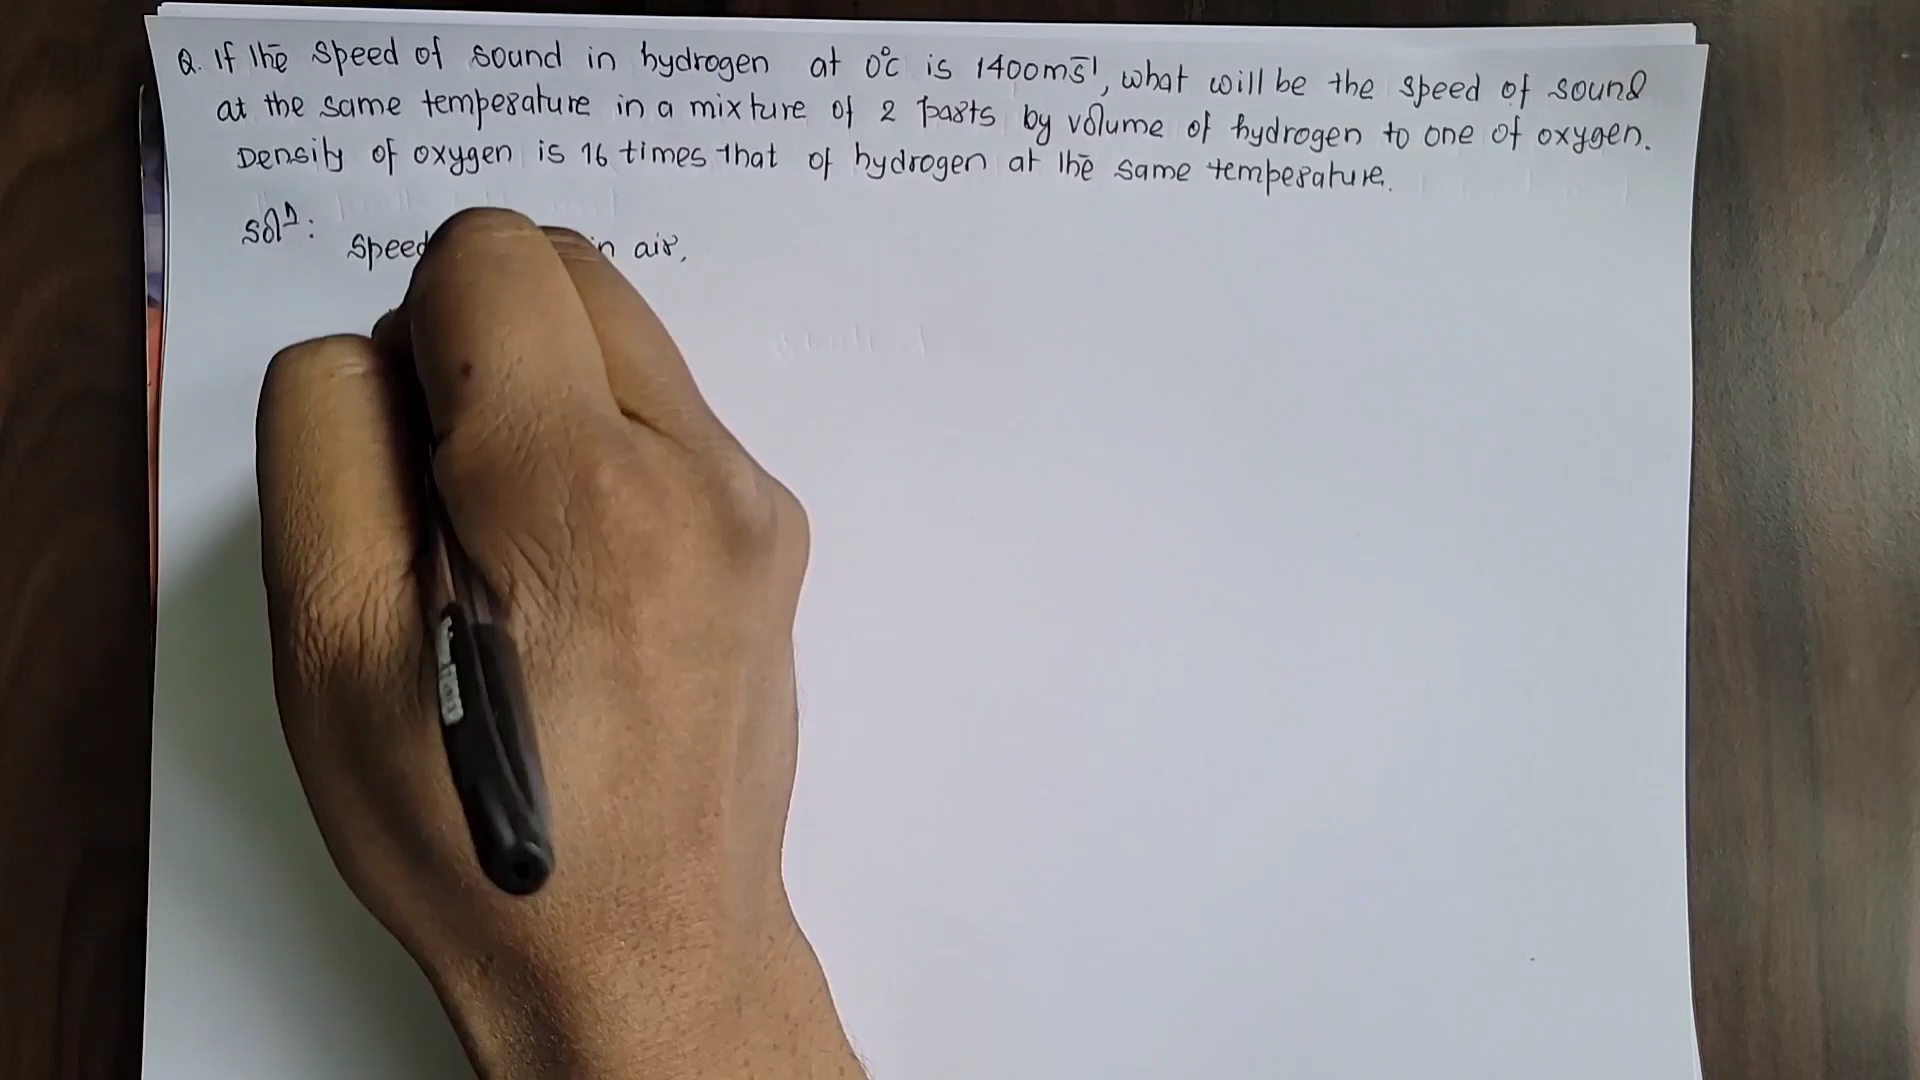 Q. If the speed of sound in hydrogen at 0°c is 1400ms⁻¹, what will be the speed of sound
at the same temperature in a mixture of 2 parts by volume of hydrogen to one of oxygen.
Density of oxygen is 16 times that of hydrogen at the same temperature.
solⁿ:
speed air,